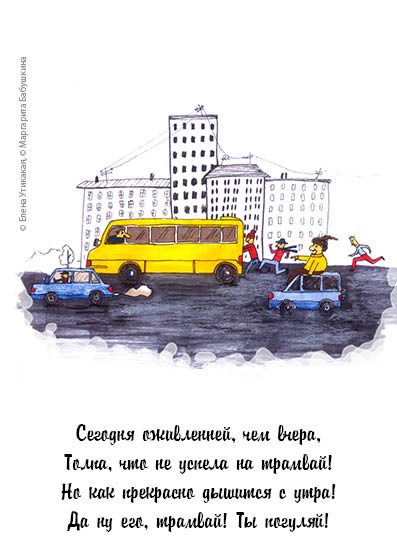 © Елена Утикакая, © Маргарита Бабушкина
Сегодня оживленней, чем вчера,
Толпа, что не успела на трамвай!
Но как прекрасно дышится с утра!
Да ну его, трамвай! Ты погуляй!